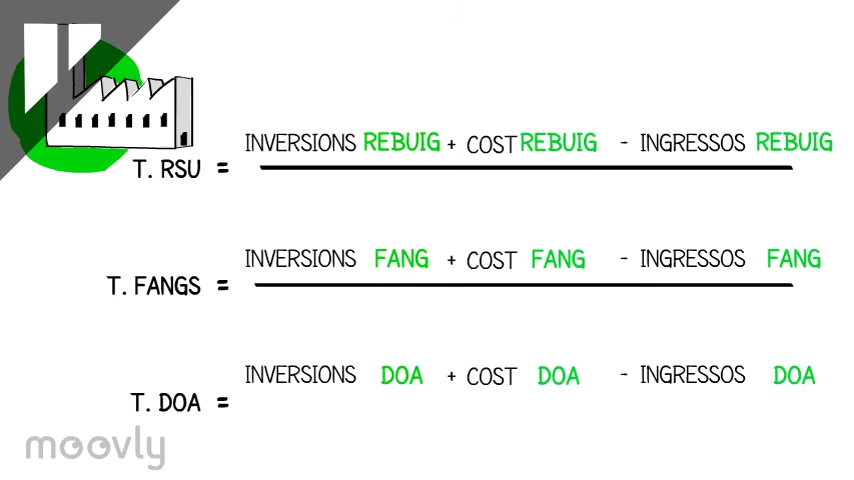 INVERSIONS REBUIG + COST REBUIG - INGRESSOS REBUIG
T. RSU =
INVERSIONS FANG + COST FANG - INGRESSOS FANG
T. FANGS =
INVERSIONS DOA + COST DOA - INGRESSOS DOA
T. DOA =
moovly